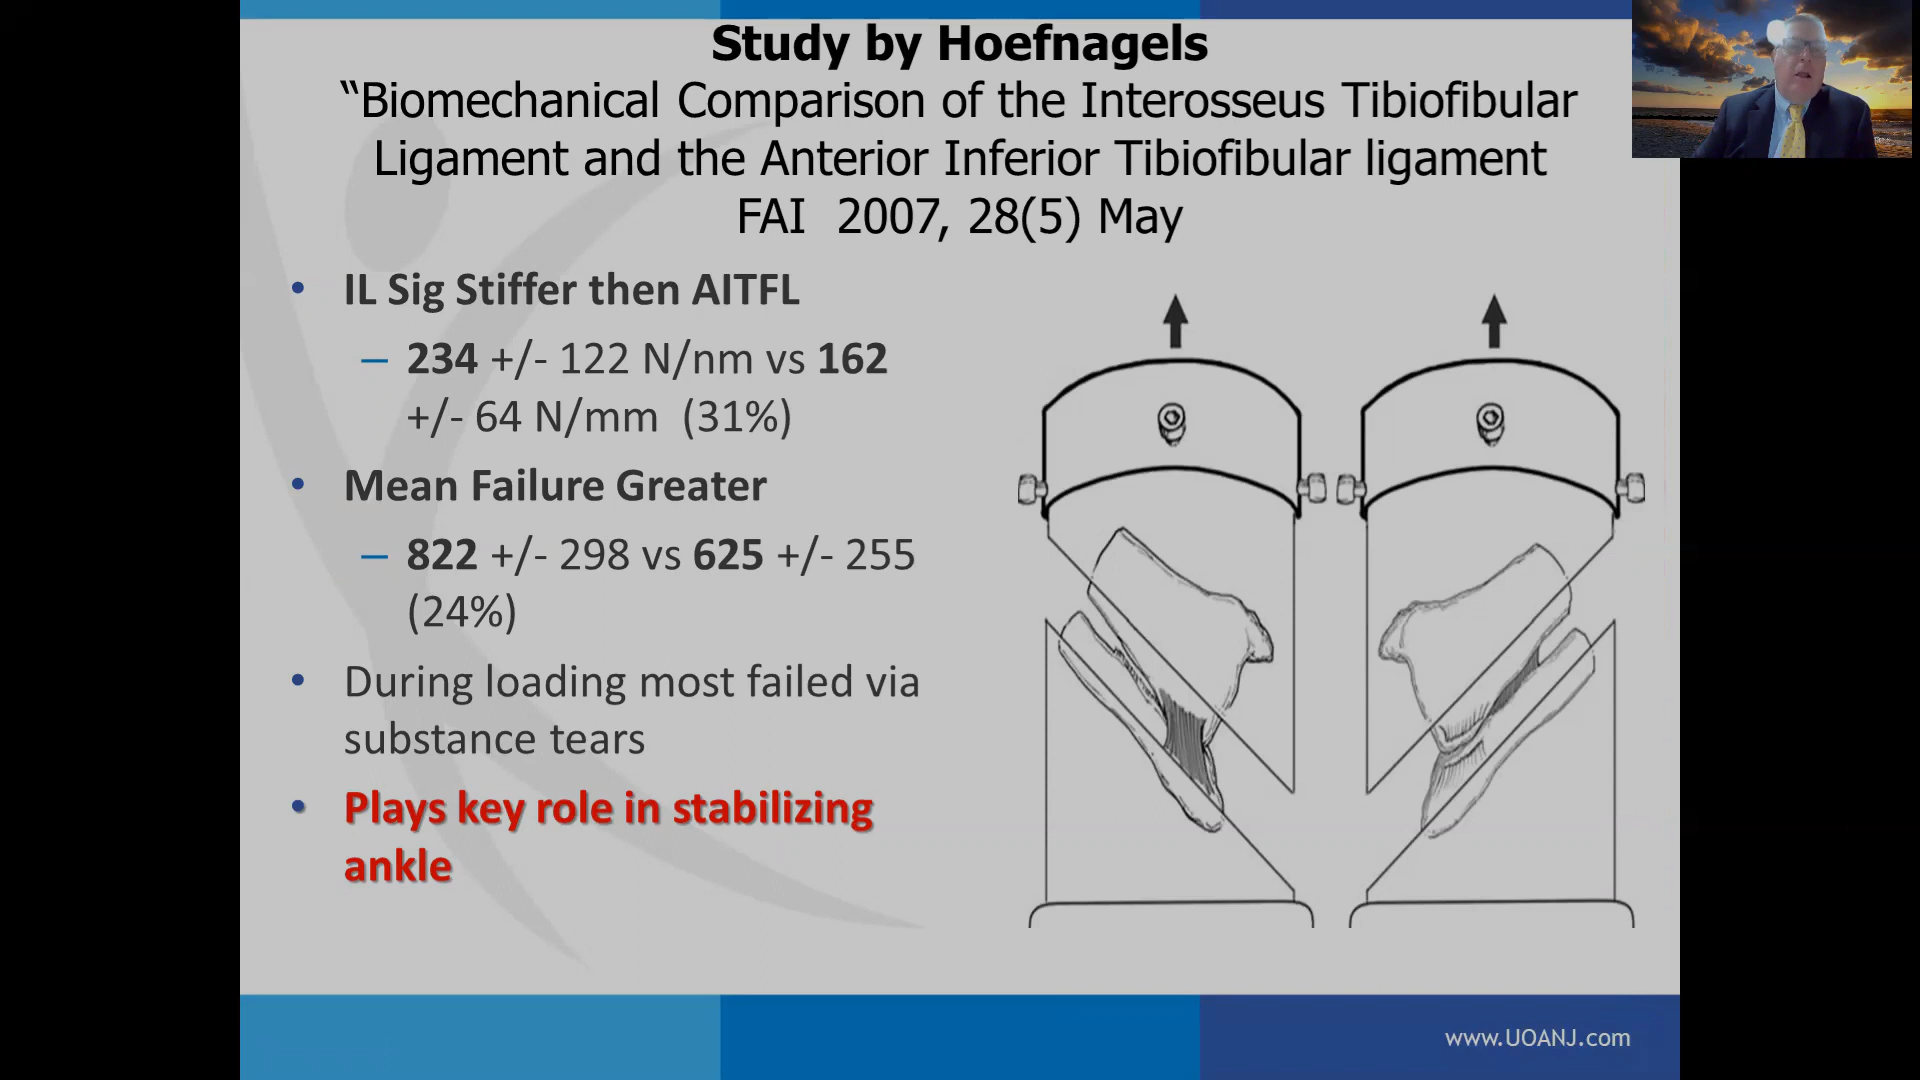 Study by Hoefnagels
“Biomechanical Comparison of the Interosseus Tibiofibular
Ligament and the Anterior Inferior Tibiofibular ligament
FAI 2007, 28(5) May
• IL Sig Stiffer then AITFL
– 234 +/- 122 N/nm vs 162
+/- 64 N/mm (31%)
• Mean Failure Greater
– 822 +/- 298 vs 625 +/- 255
(24%)
• During loading most failed via
substance tears
• Plays key role in stabilizing
ankle
www.UOANJ.com